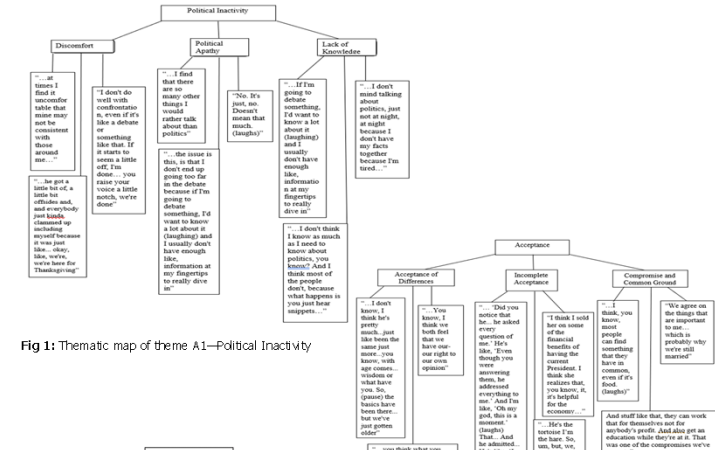 Political Inactivity
Discomfort
Political
Apathy
Lack of
Knowledge
“…at
times I
find it
uncomfor
table that
mine may
not be
consistent
with
those
around
me…”
“I don't do
well with
confrontatio
n, even if it's
like a debate
or
something
like that. If
it starts to
seem a little
off, I'm
done… you
raise your
voice a little
notch, we're
done”
“…he got a
little bit of, a
little bit
offsides and,
and everybody
just kinda
clammed up
including
myself because
it was just
like… okay,
like, we're,
we're here for
Thanksgiving”
“…I find
that there
are so
many other
things I
would
rather talk
about than
politics”
“No. It's
just, no.
Doesn't
mean that
much.
(laughs)”
“…the issue is
this, is that I
don't end up
going too far
in the debate
because if I'm
going to
debate
something, I'd
want to know
a lot about it
(laughing) and
I usually don't
have enough
like,
information at
my fingertips
to really dive
in”
“…If I'm
going to
debate
something,
I'd want to
know a lot
about it
(laughing)
and I
usually
don't have
enough
like,
informatio
n at my
fingertips
to really
dive in”
“…I don't
mind talking
about
politics, just
not at night,
at night
because I
don't have
my facts
together
because I'm
tired…”
“…I don't think
I know as much
as I need to
know about
politics, you
know? And I
think most of
the people
don't, because
what happens is
you just hear
snippets…”
Fig 1: Thematic map of theme A1—Political Inactivity
Acceptance
Acceptance of
Differences
Incomplete
Acceptance
Compromise and
Common Ground
“…I don't
know, I
think he's
pretty
much…just
like been the
same just
more…you
know, with
age comes…
wisdom or
what have
you. So,
(pause) the
basics have
been there…
but we've
just gotten
older”
“…You
know, I
think we
both feel
that we
have our-
our right to
our own
opinion”
“… ‘Did you
notice that
he… he asked
every
question of
me.’ He's
like, ‘Even
though you
were
answering
them, he
addressed
everything to
me.’ And I'm
like, ‘Oh my
god, this is a
moment.’
(laughs)
That… And
he admitted…
“I think I sold
her on some
of the
financial
benefits of
having the
current
President. I
think she
realizes that,
you know, it,
it's helpful
for the
economy…”
“…He's the
tortoise I'm
the hare. So,
um, but, we,
“…I
think, you
know,
most
people
can find
something
that they
have in
common,
even if it's
food.
(laughs)”
“We agree on
the things that
are important
to me…
which is
probably why
we're still
married”
And stuff like that, they can work
that for themselves not for
anybody's profit. And also get an
education while they're at it. That
was one of the compromises we've